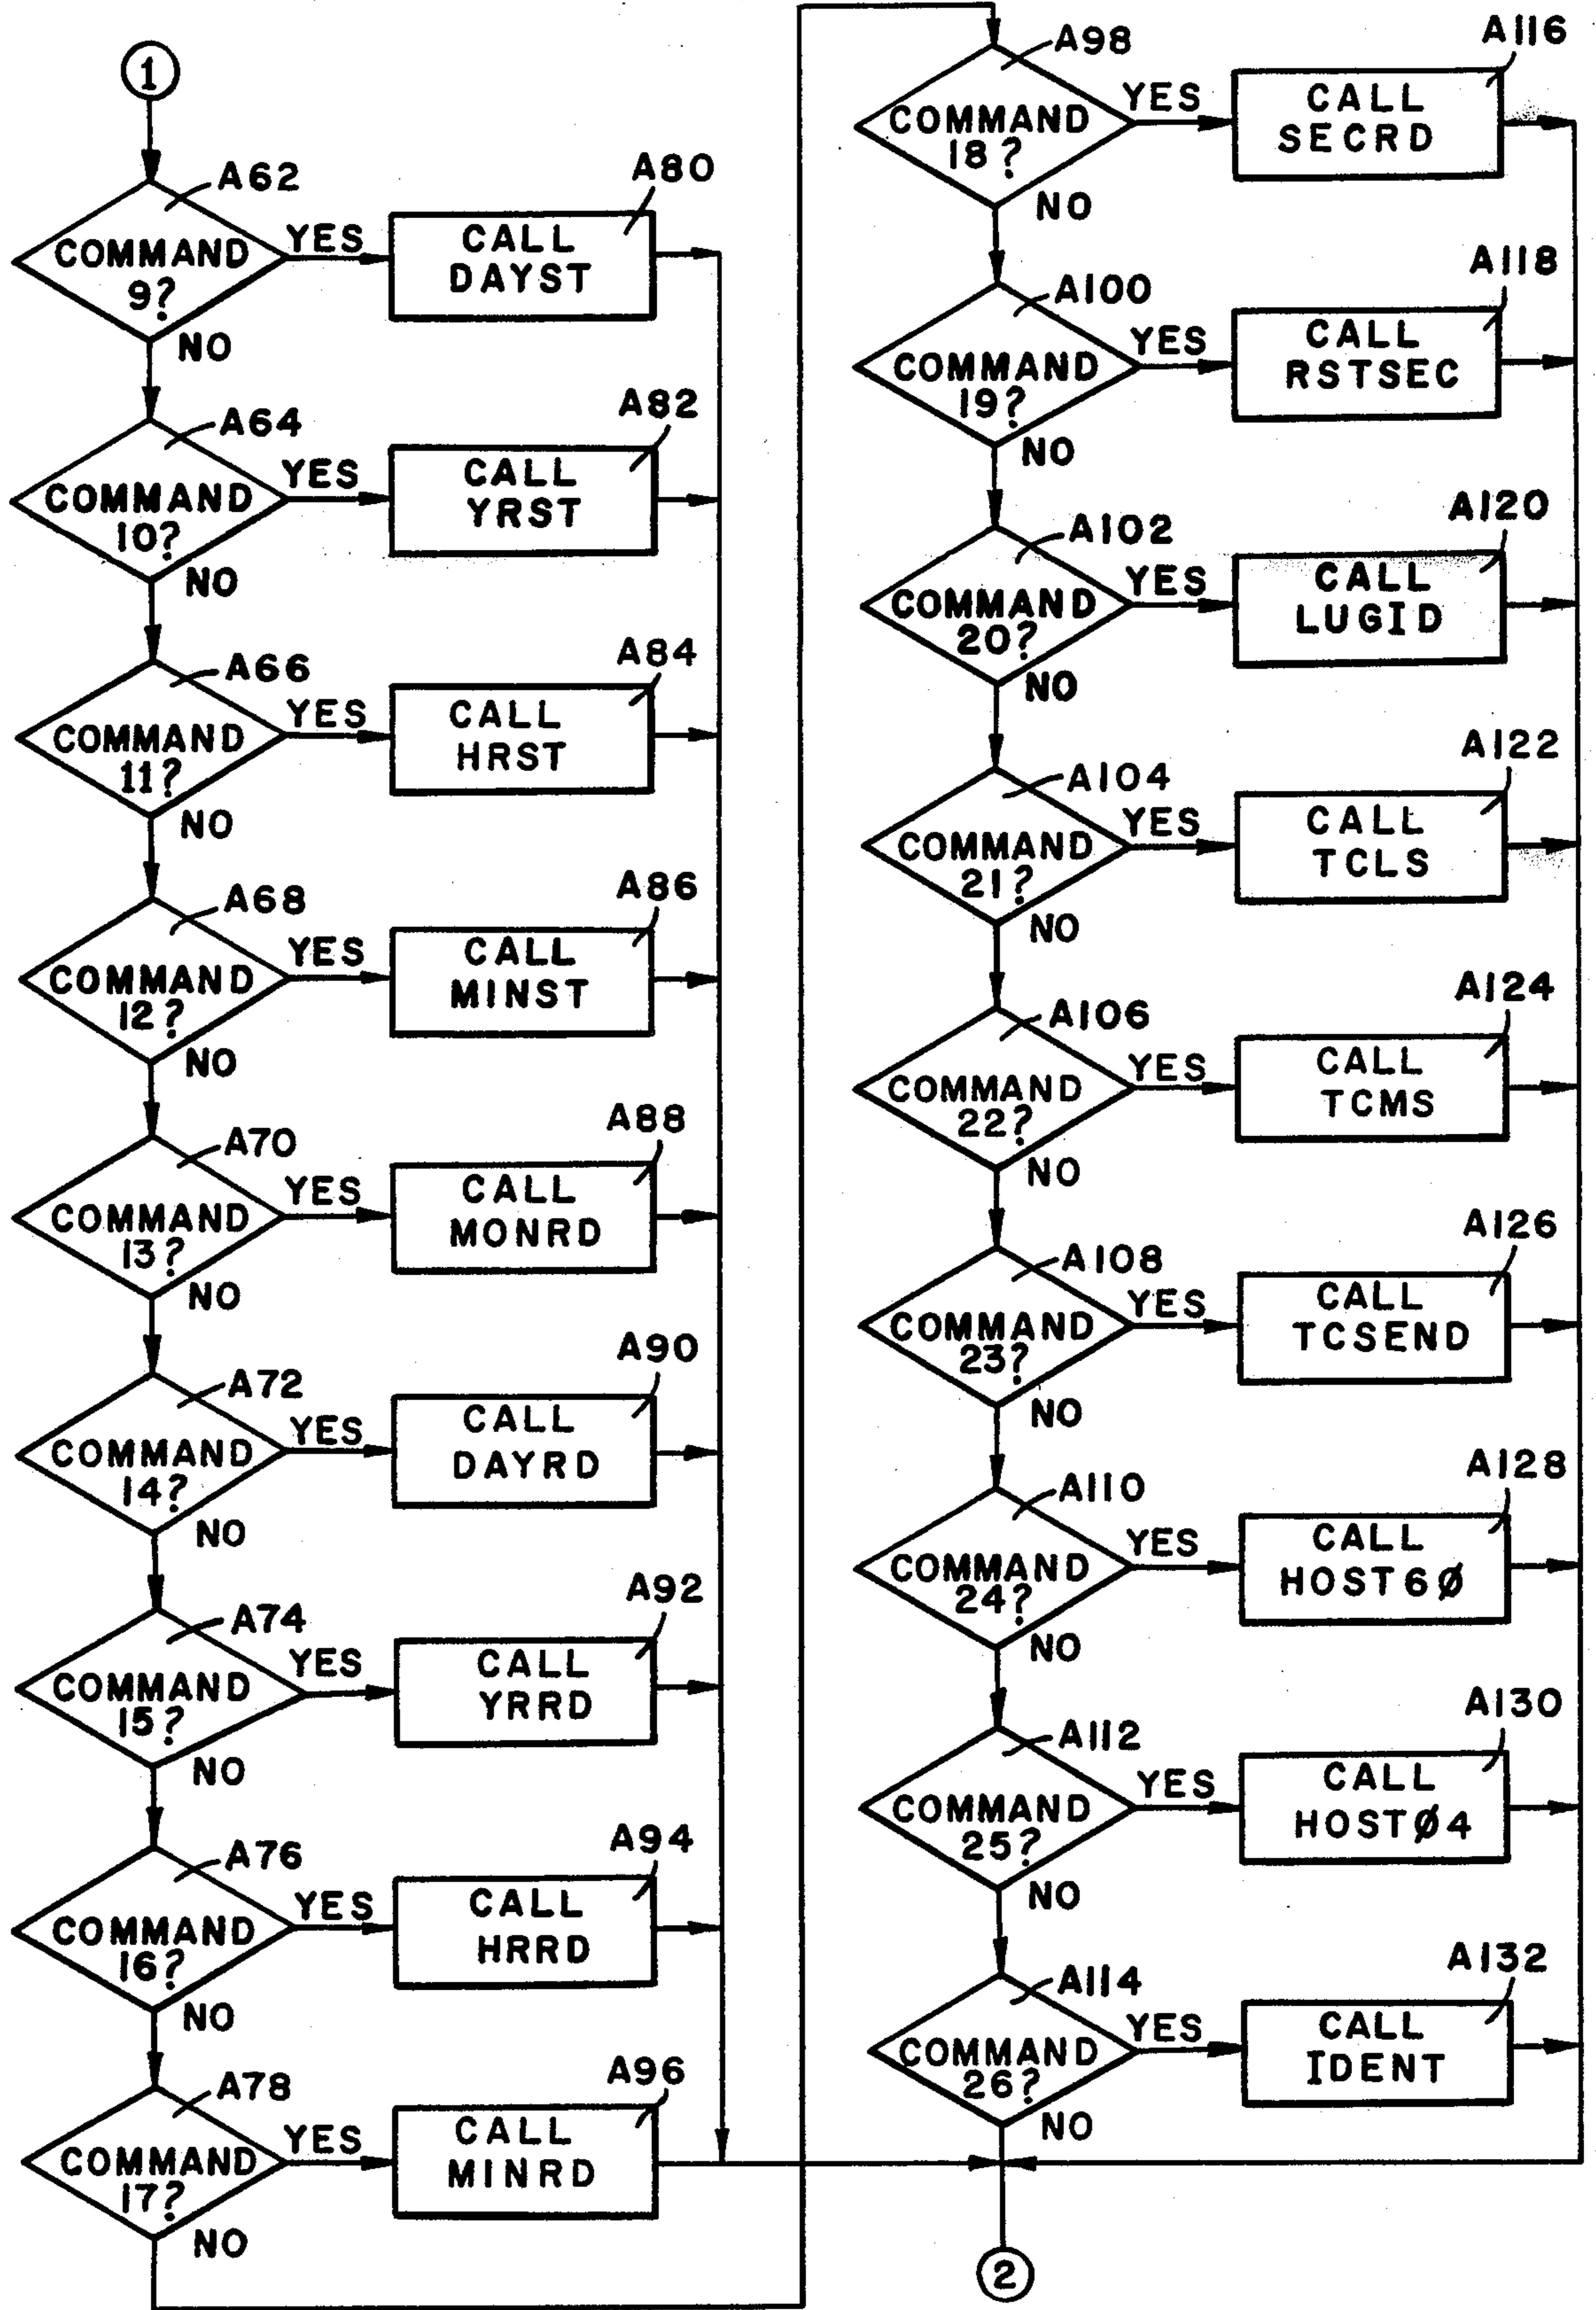 1
A62
COMMAND
9?
YES
NO
A80
CALL
DAYST
A64
COMMAND
10?
YES
NO
A82
CALL
YRST
A66
COMMAND
11?
YES
NO
A84
CALL
HRST
A68
COMMAND
12?
YES
NO
A86
CALL
MINST
A70
COMMAND
13?
YES
NO
A88
CALL
MONRD
A72
COMMAND
14?
YES
NO
A90
CALL
DAYRD
A74
COMMAND
15?
YES
NO
A92
CALL
YRRD
A76
COMMAND
16?
YES
NO
A94
CALL
HRRD
A78
COMMAND
17?
YES
NO
A96
CALL
MINRD
A98
COMMAND
18?
YES
NO
A116
CALL
SECRD
A100
COMMAND
19?
YES
NO
A118
CALL
RSTSEC
A102
COMMAND
20?
YES
NO
A120
CALL
LUGID
A104
COMMAND
21?
YES
NO
A122
CALL
TCLS
A106
COMMAND
22?
YES
NO
A124
CALL
TCMS
A108
COMMAND
23?
YES
NO
A126
CALL
TCSEND
A110
COMMAND
24?
YES
NO
A128
CALL
HOST6Ø
A112
COMMAND
25?
YES
NO
A130
CALL
HOSTØ4
A114
COMMAND
26?
YES
NO
A132
CALL
IDENT
2